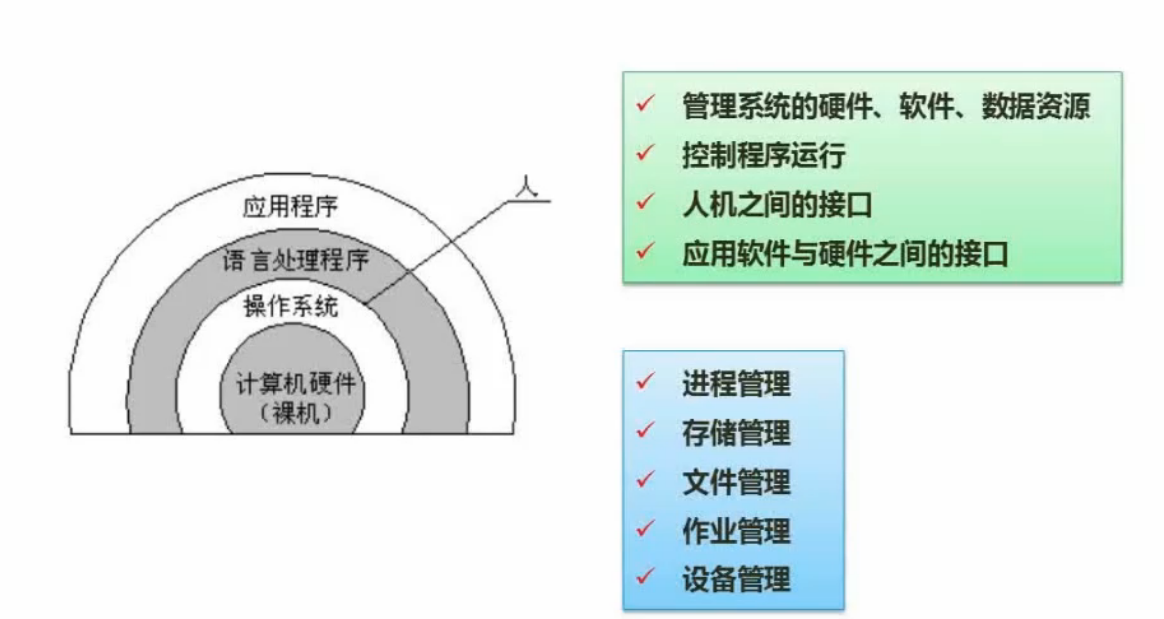 人
应用程序
语言处理程序
操作系统
计算机硬件
（裸机）
管理系统的硬件、软件、数据资源
控制程序运行
人机之间的接口
应用软件与硬件之间的接口
进程管理
存储管理
文件管理
作业管理
设备管理